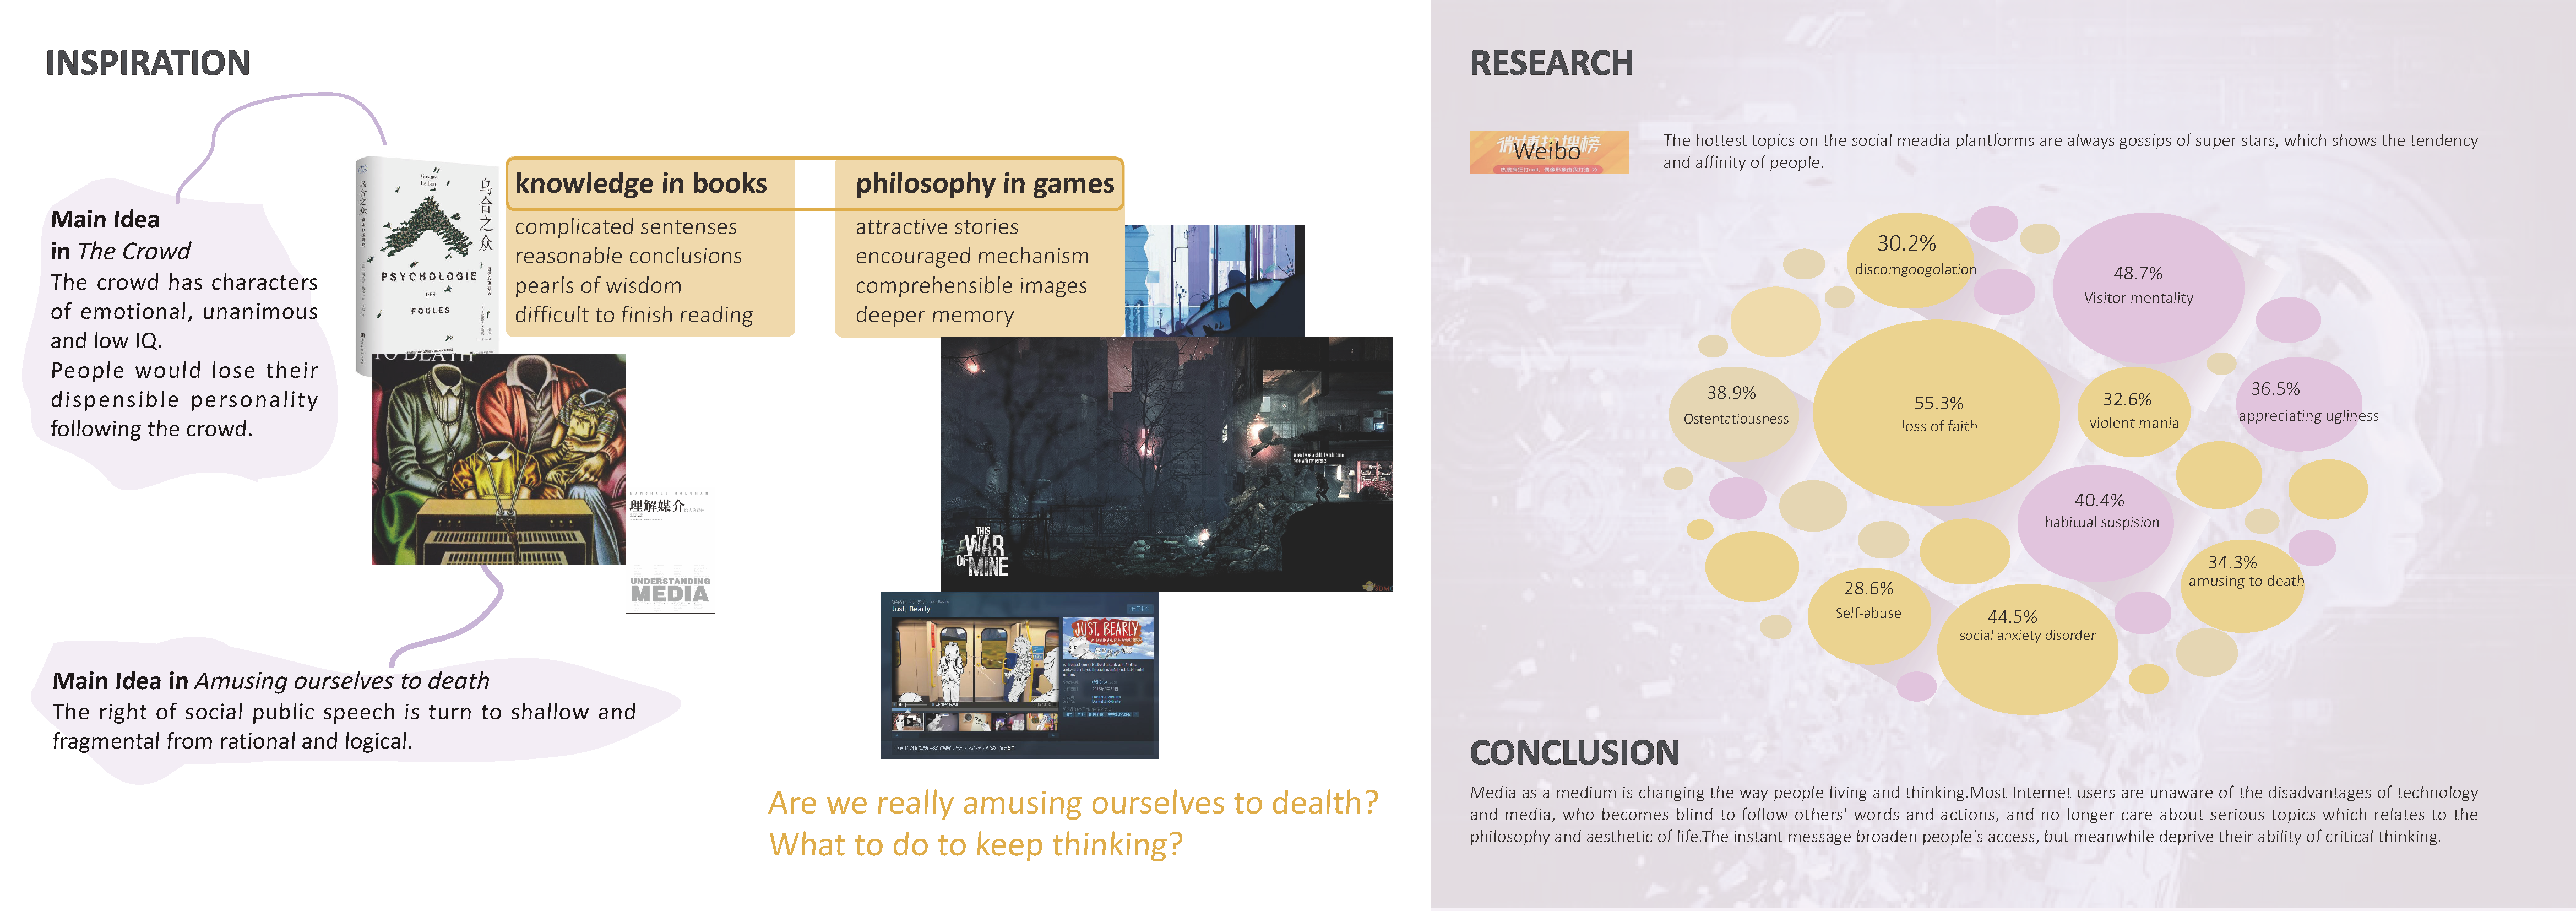 INSPIRATION
Main Idea
in The Crowd
The crowd has characters
of emotional, unanimous
and low IQ.
People would lose their
dispensible personality
following the crowd.
乌合之众
PSYCHOLOGIE
DES
FOULES
乌合之众
knowledge in books
complicated sentences
reasonable conclusions
pearls of wisdom
difficult to finish reading
philosophy in games
attractive stories
encouraged mechanism
comprehensible images
deeper memory
TO DEATH
理解媒介
UNDERSTANDING
MEDIA
THIS
WAR
OF MINE
Just, Bearly
JUST, BEARLY
Main Idea in Amusing ourselves to death
The right of social public speech is turn to shallow and
fragmental from rational and logical.
Are we really amusing ourselves to dealth?
What to do to keep thinking?
RESEARCH
微博热搜榜
Weibo
The hottest topics on the social meadia plantforms are always gossips of super stars, which shows the tendency
and affinity of people.
30.2%
discomgoogolation
48.7%
Visitor mentality
38.9%
Ostentatiousness
55.3%
loss of faith
32.6%
violent mania
36.5%
appreciating ugliness
40.4%
habitual suspision
34.3%
amusing to death
28.6%
Self-abuse
44.5%
social anxiety disorder
CONCLUSION
Media as a medium is changing the way people living and thinking.Most Internet users are unaware of the disadvantages of technology
and media, who becomes blind to follow others' words and actions, and no longer care about serious topics which relates to the
philosophy and aesthetic of life.The instant message broaden people's access, but meanwhile deprive their ability of critical thinking.